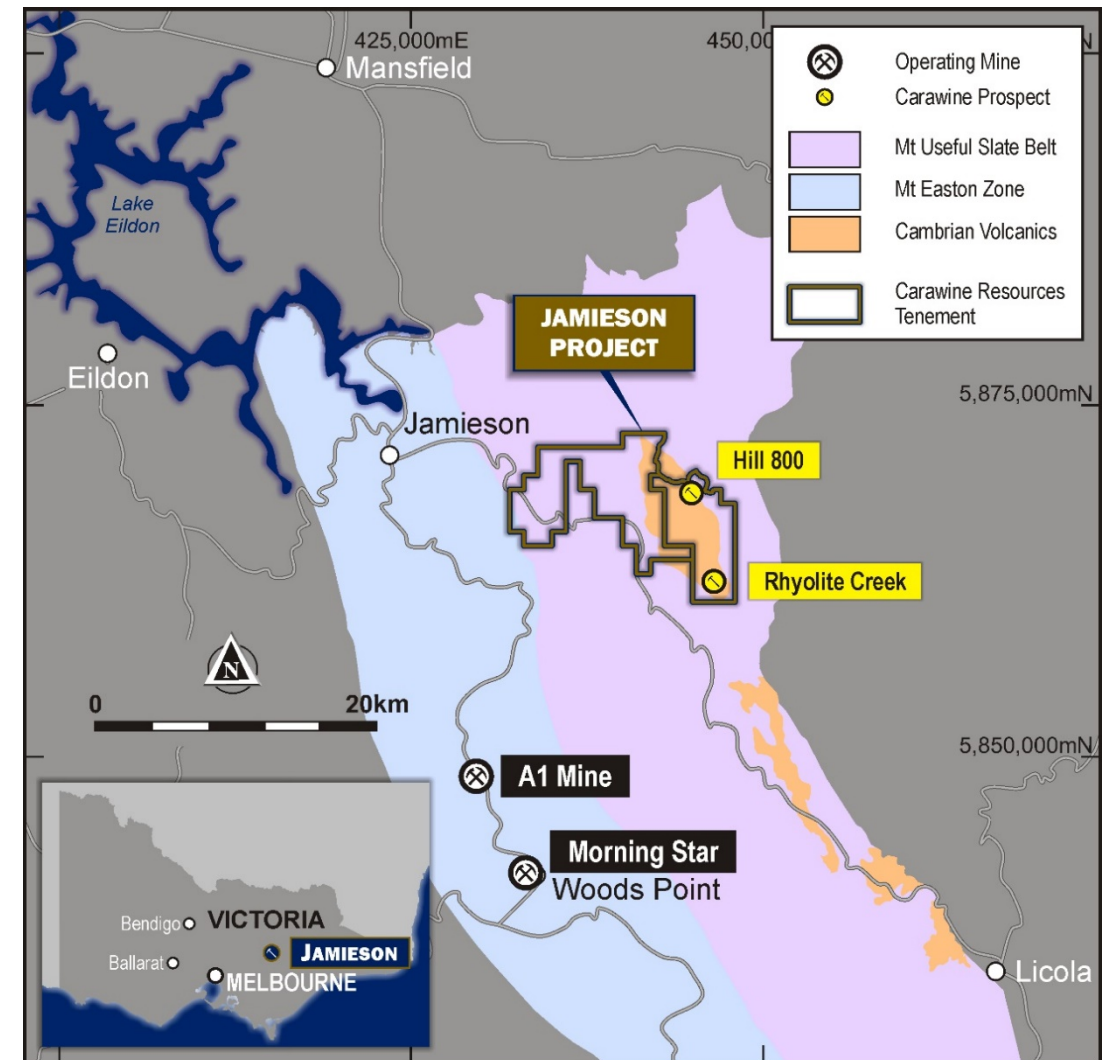 425,000mE
450,00
N
Mansfield
Operating Mine
Carawine Prospect
Mt Useful Slate Belt
Mt Easton Zone
Cambrian Volcanics
Carawine Resources
Tenement
Lake
Eildon
JAMIESON
PROJECT
Eildon
5,875,000mN
Jamieson
Hill 800
Rhyolite Creek
N
0
20km
5,850,000mN
A1 Mine
Morning Star
Woods Point
Bendigo
VICTORIA
JAMIESON
Ballarat
MELBOURNE
Licola